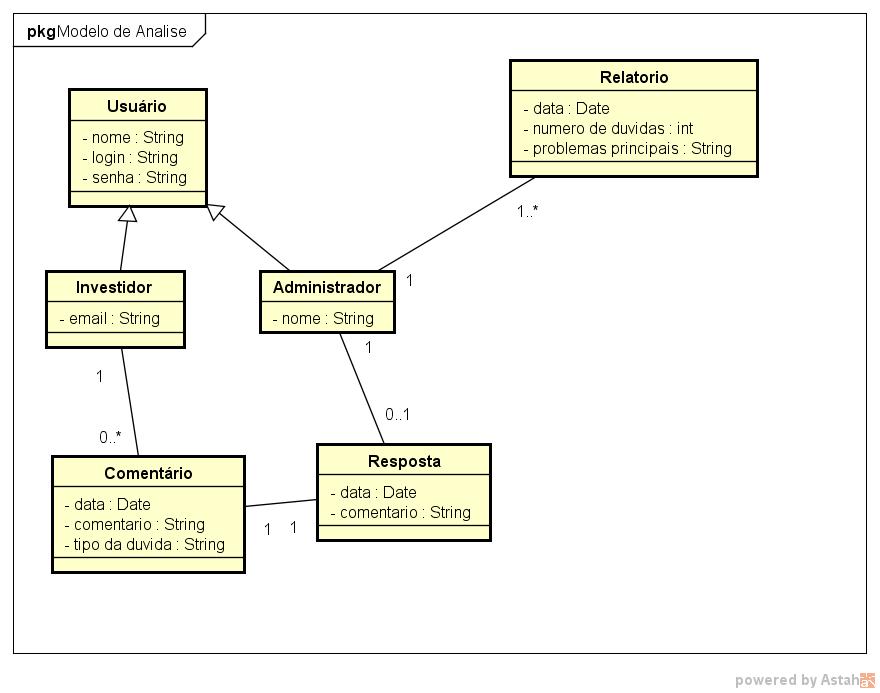 pkgModelo de Analise
Usuário
- nome : String
- login : String
- senha : String
Relatorio
- data : Date
- numero de duvidas : int
- problemas principais : String
1..*
1
Investidor
- email : String
Administrador
- nome : String
1
0..*
1
0..1
Comentário
- data : Date
- comentario : String
- tipo da duvida : String
1
1
Resposta
- data : Date
- comentario : String
powered by Astah